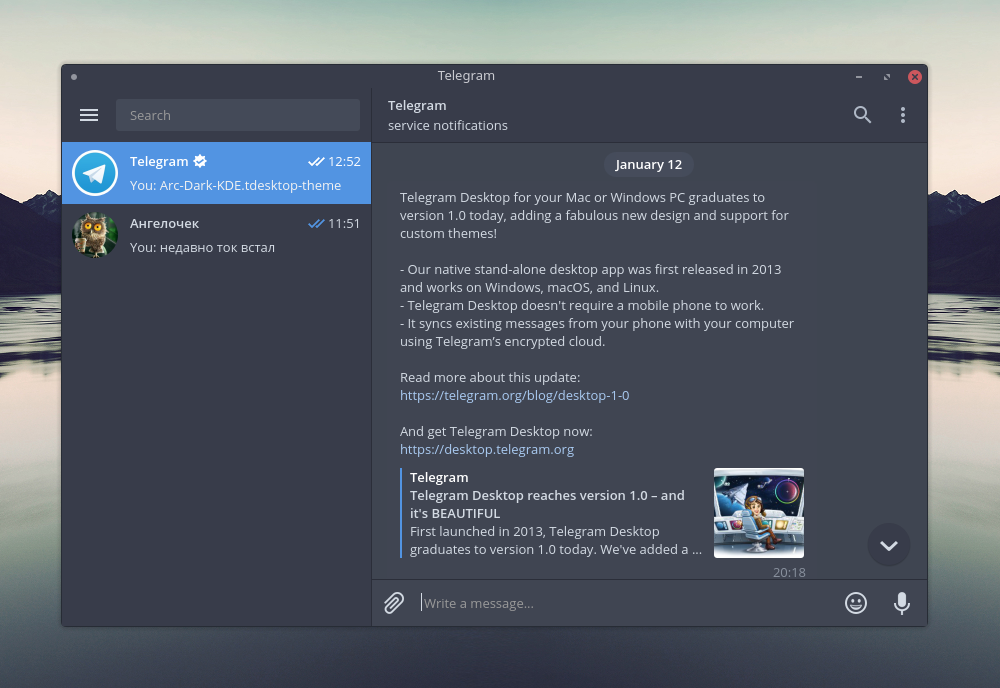 Telegram
Search
Telegram 12:52
You: Arc-Dark-KDE.tdesktop-theme
Ангелочек 11:51
You: недавно ток встал
Telegram
service notifications
January 12
Telegram Desktop for your Mac or Windows PC graduates to
version 1.0 today, adding a fabulous new design and support for
custom themes!
- Our native stand-alone desktop app was first released in 2013
and works on Windows, macOS, and Linux.
- Telegram Desktop doesn't require a mobile phone to work.
- It syncs existing messages from your phone with your computer
using Telegram’s encrypted cloud.
Read more about this update:
https://telegram.org/blog/desktop-1-0
And get Telegram Desktop now:
https://desktop.telegram.org
Telegram
Telegram Desktop reaches version 1.0 – and
it's BEAUTIFUL
First launched in 2013, Telegram Desktop
graduates to version 1.0 today. We've added a ...
20:18
Write a message...